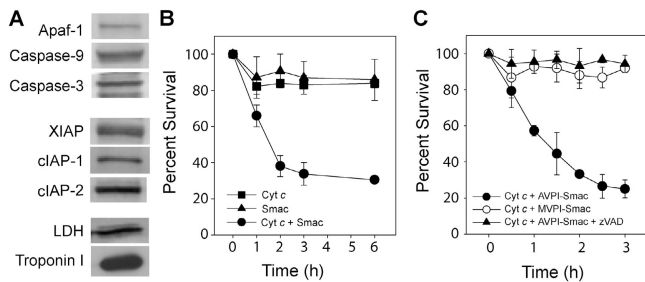 A
Apaf-1
Caspase-9
Caspase-3
XIAP
cIAP-1
cIAP-2
LDH
Troponin I
B
Percent Survival
100
80
60
40
20
0
Cyt c
Smac
Cyt c + Smac
0 1 2 3 4 5 6
Time (h)
C
Percent Survival
100
80
60
40
20
0
Cyt c + AVPI-Smac
Cyt c + MVPI-Smac
Cyt c + AVPI-Smac + zVAD
0 1 2 3
Time (h)